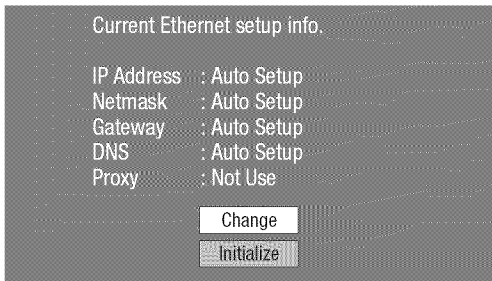 Current Ethernet setup info.
IP Address : Auto Setup
Netmask : Auto Setup
Gateway : Auto Setup
DNS : Auto Setup
Proxy : Not Use
Change
Initialize